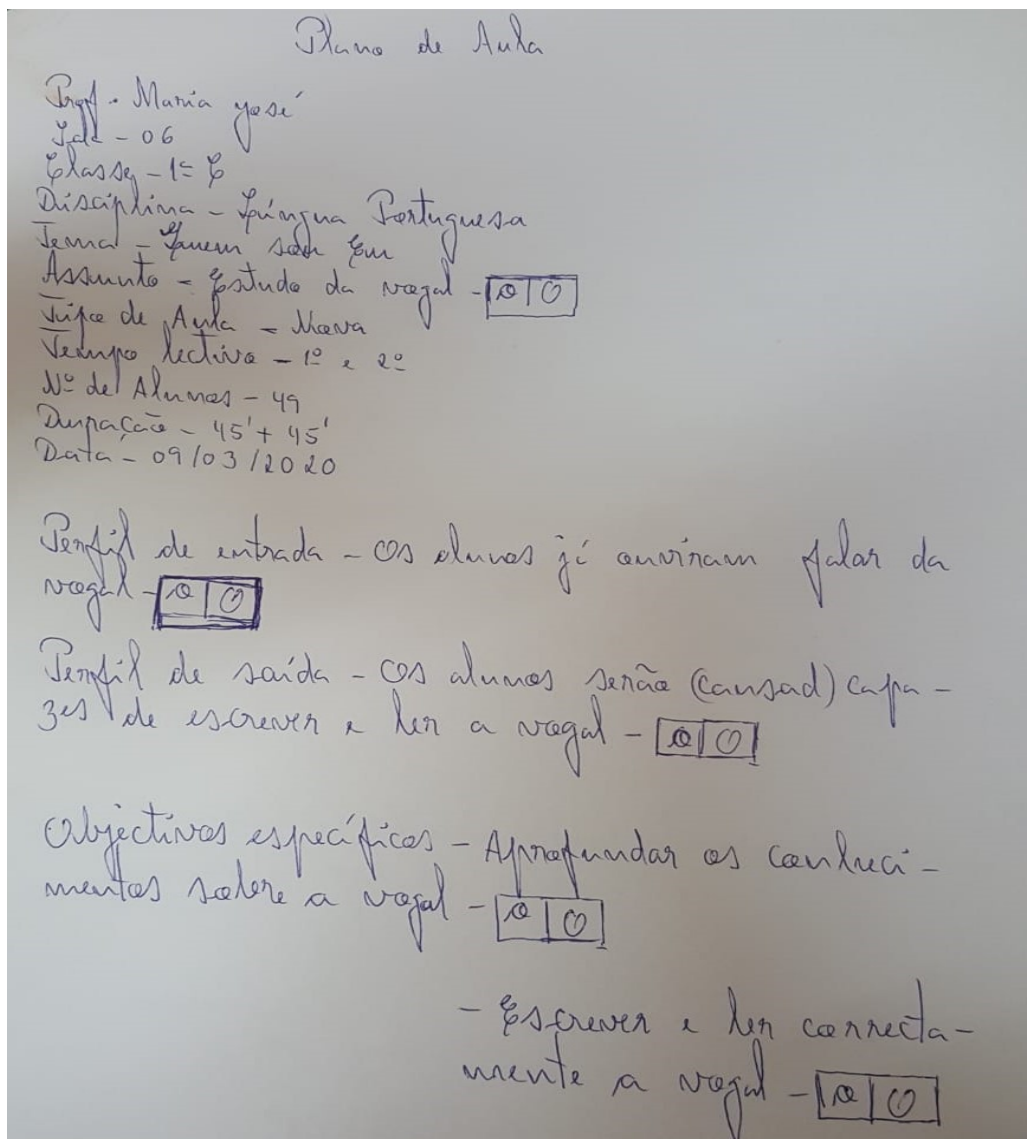 Plano de Aula
Prof - Maria José
Sala - 06
Classe - 1ª C
Disciplina - Língua Portuguesa
Tema - Quem sou Eu
Assunto - Estudo da vogal - o O
Tipo de Aula - Nova
Tempo lectivo - 1º e 2º
Nº de Alunos - 49
Duração - 45' + 45'
Data - 09/03/2020
Perfil de entrada - Os alunos já ouviram falar da
vogal - o O
Perfil de saída - Os alunos serão (causad) capa-
zes de escrever e ler a vogal - o O
Objectivos específicos - Aprofundar os conheci-
mentos sobre a vogal - o O
- Escrever e ler correcta-
mente a vogal - o O